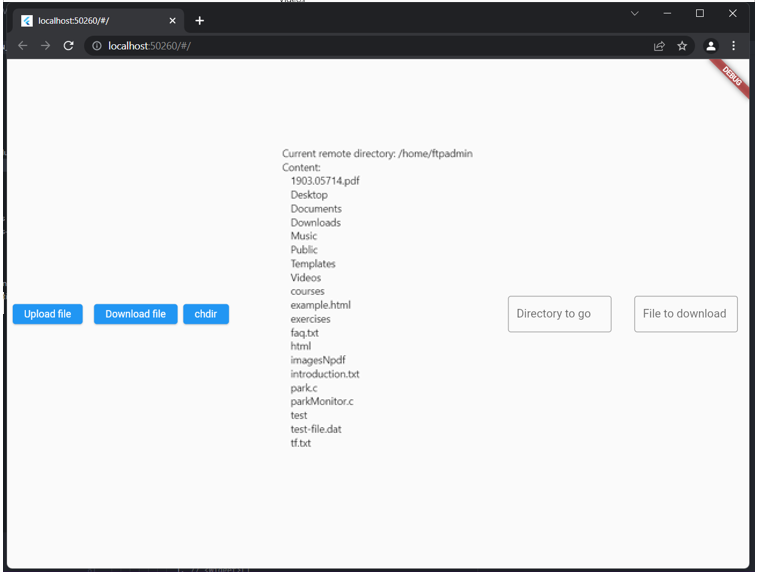 localhost:50260/#/
localhost:50260/#/
DEBUG
Current remote directory: /home/ftpadmin
Content:
1903.05714.pdf
Desktop
Documents
Downloads
Music
Public
Templates
Videos
courses
example.html
exercises
faq.txt
html
imagesNpdf
introduction.txt
park.c
parkMonitor.c
test
test-file.dat
tf.txt
Upload file
Download file
chdir
Directory to go
File to download